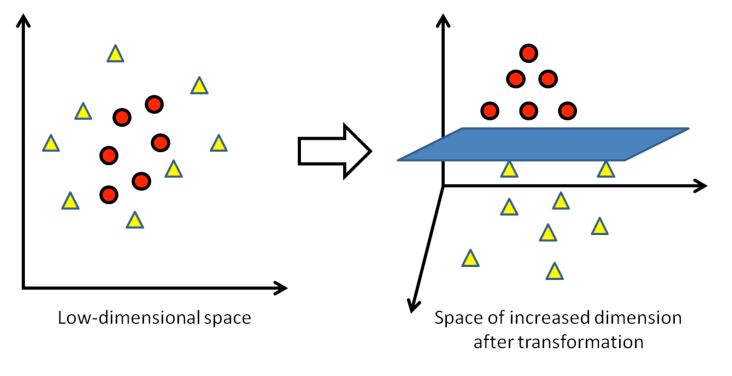 Low-dimensional space
Space of increased dimension
after transformation